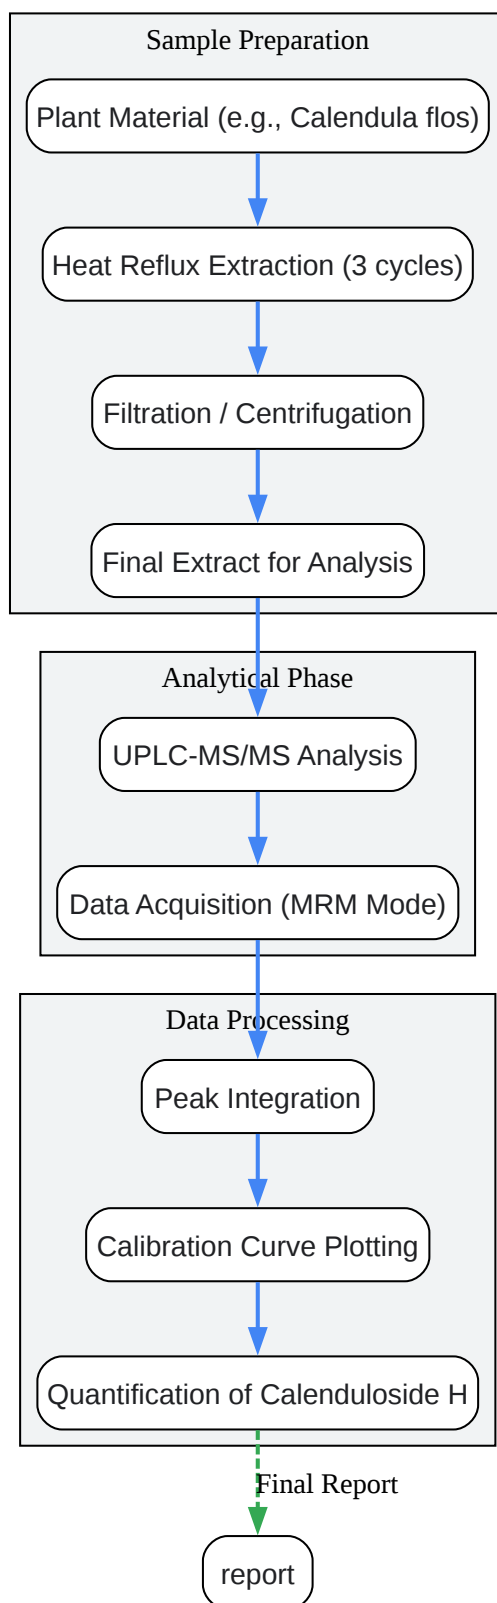 Sample Preparation
Plant Material (e.g., Calendula flos)
Heat Reflux Extraction (3 cycles)
Filtration / Centrifugation
Final Extract for Analysis
Analytical Phase
UPLC-MS/MS Analysis
Data Acquisition (MRM Mode)
Data Processing
Peak Integration
Calibration Curve Plotting
Quantification of Calenduloside H
Final Report
report